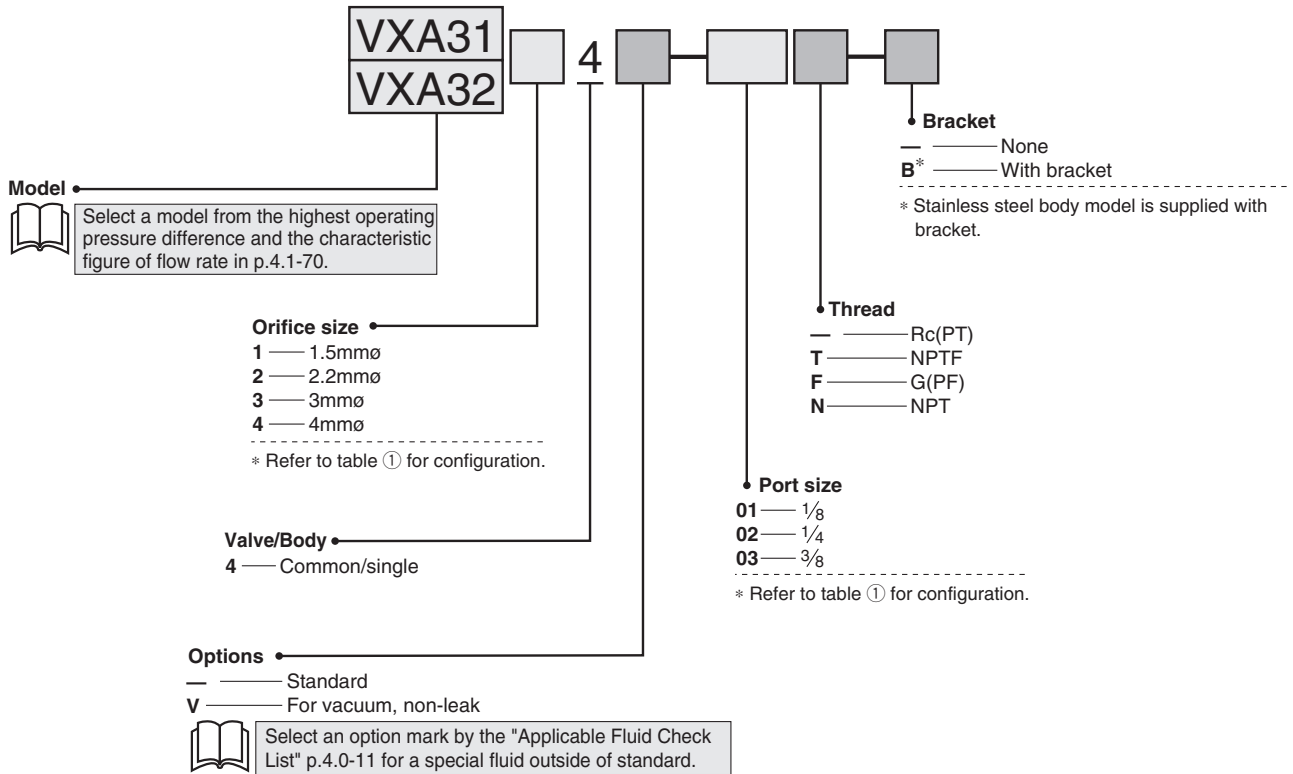 VXA31
VXA32
4
Bracket
— None
B* With bracket
* Stainless steel body model is supplied with
bracket.
Model
Select a model from the highest operating
pressure difference and the characteristic
figure of flow rate in p.4.1-70.
Thread
— Rc(PT)
T NPTF
F G(PF)
N NPT
Orifice size
1 1.5mmø
2 2.2mmø
3 3mmø
4 4mmø
* Refer to table ① for configuration.
Port size
01 1/8
02 1/4
03 3/8
* Refer to table ① for configuration.
Valve/Body
4 Common/single
Options
— Standard
V For vacuum, non-leak
Select an option mark by the "Applicable Fluid Check
List" p.4.0-11 for a special fluid outside of standard.